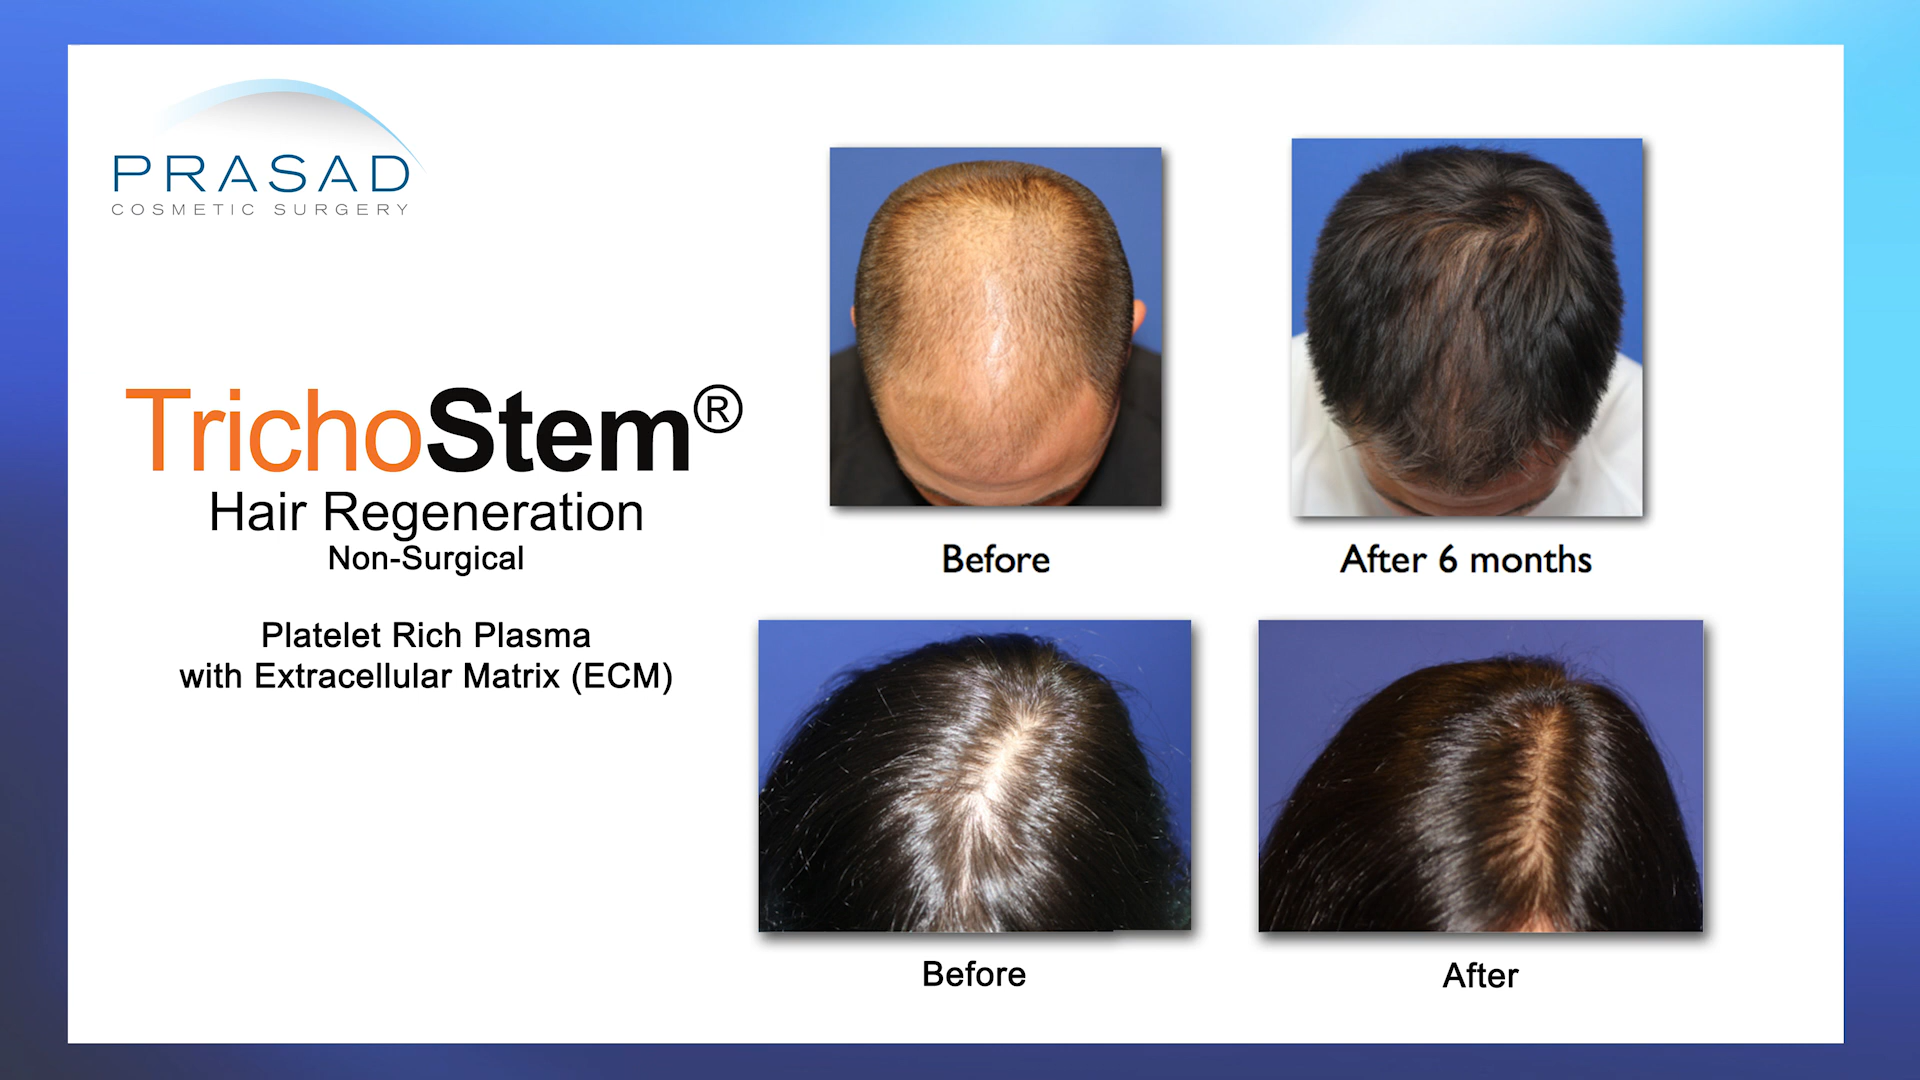 PRASAD
COSMETIC SURGERY
TrichoStem®
Hair Regeneration
Non-Surgical
Platelet Rich Plasma
with Extracellular Matrix (ECM)
Before
After 6 months
Before
After